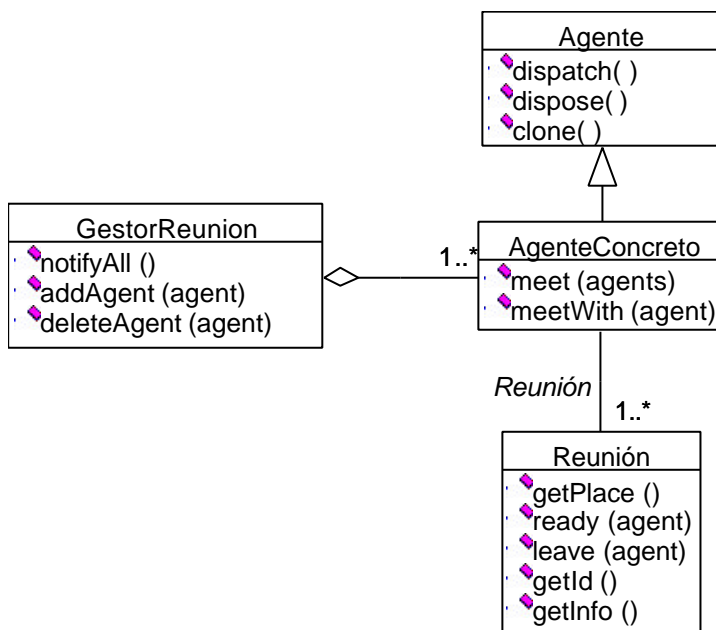 Agente
dispatch( )
dispose( )
clone( )
GestorReunion
notifyAll ()
addAgent (agent)
deleteAgent (agent)
1..*
AgenteConcreto
meet (agents)
meetWith (agent)
Reunión
1..*
Reunión
getPlace ()
ready (agent)
leave (agent)
getId ()
getInfo ()